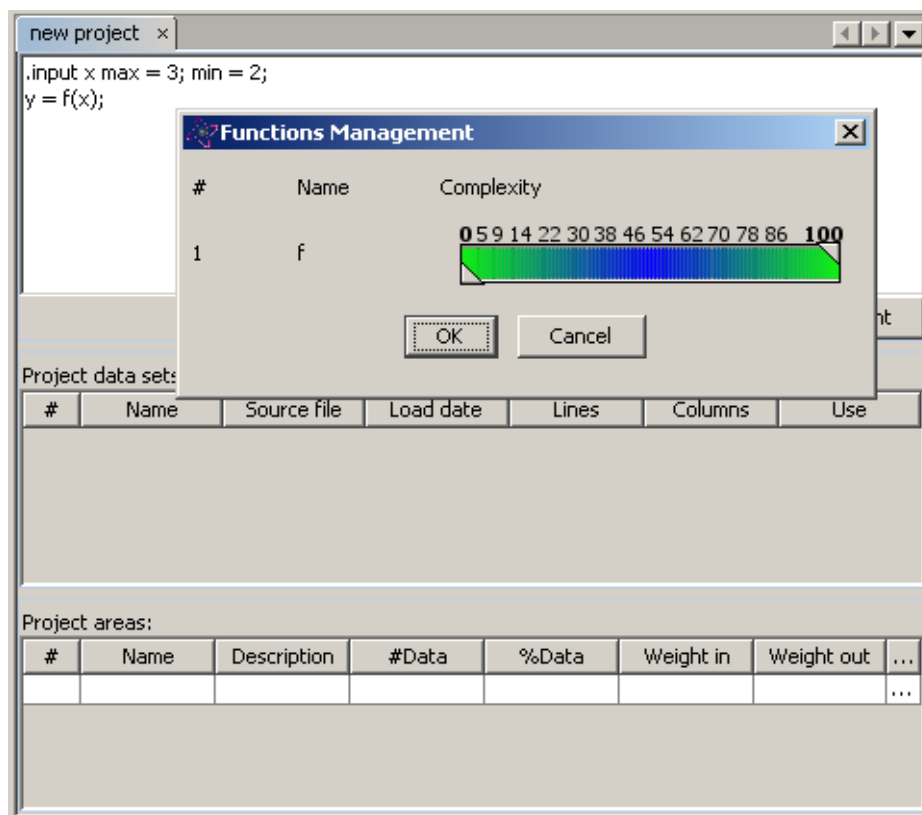 new project ×
.input x max = 3; min = 2;
y = f(x);
Functions Management
# Name Complexity
0 5 9 14 22 30 38 46 54 62 70 78 86 100
1 f
OK Cancel
Project data sets
# Name Source file Load date Lines Columns Use
Project areas:
# Name Description #Data %Data Weight in Weight out ...
...